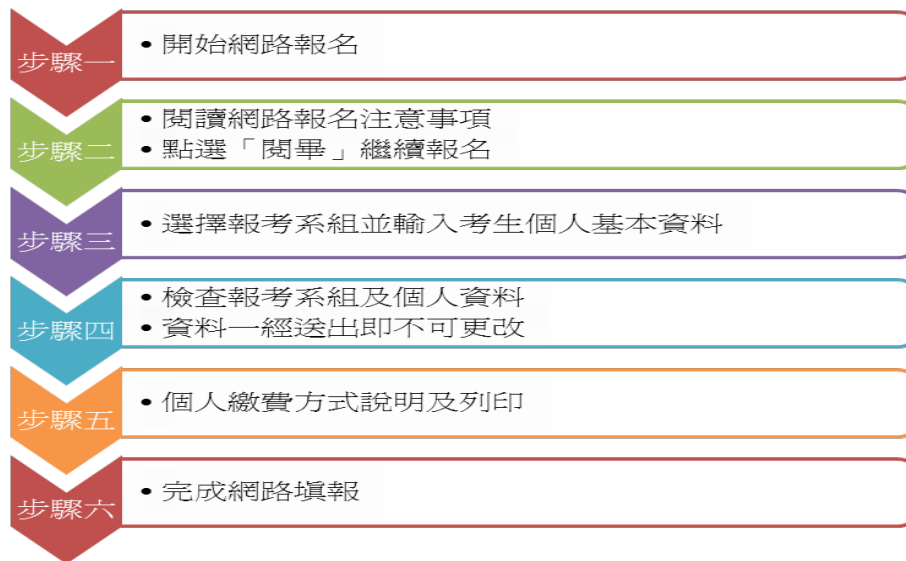 步驟一
• 開始網路報名
步驟二
• 閱讀網路報名注意事項
• 點選「閱畢」繼續報名
步驟三
• 選擇報考系組並輸入考生個人基本資料
步驟四
• 檢查報考系組及個人資料
• 資料一經送出即不可更改
步驟五
• 個人繳費方式說明及列印
步驟六
• 完成網路填報